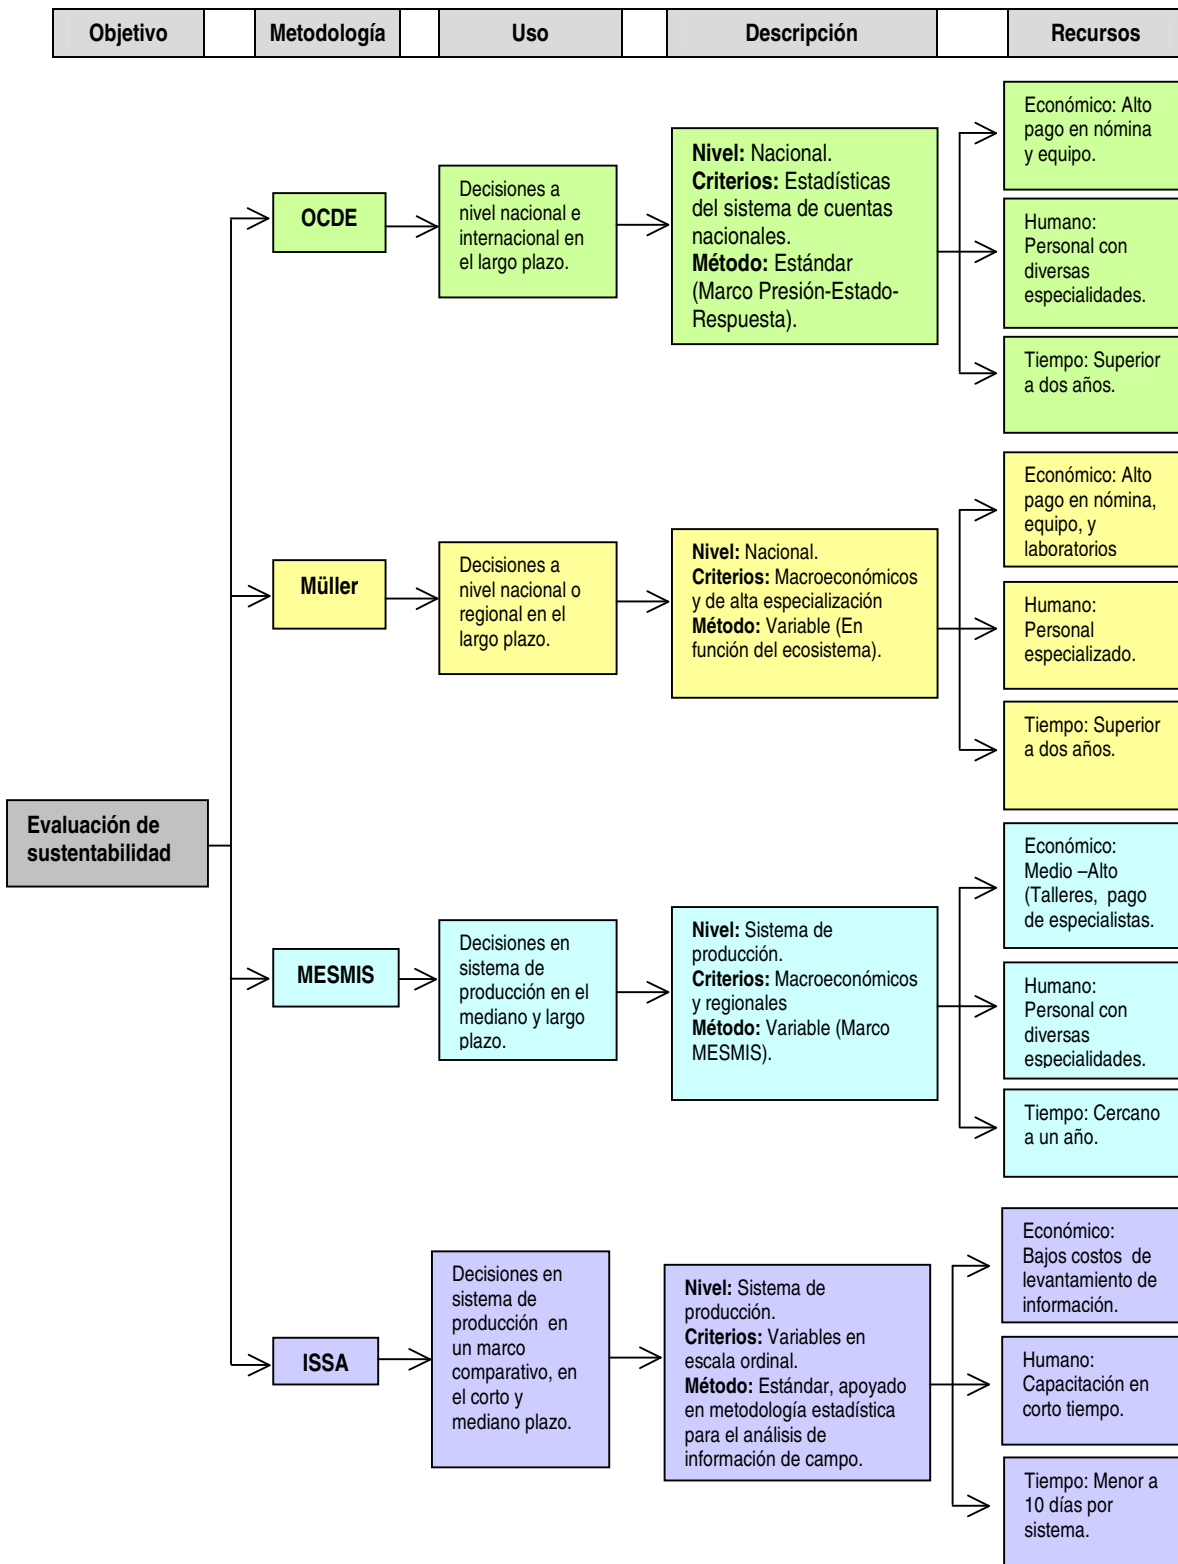 Objetivo
Metodología
Uso
Descripción
Recursos
Evaluación de
sustentabilidad
OCDE
Decisiones a
nivel nacional e
internacional en
el largo plazo.
Nivel: Nacional.
Criterios: Estadísticas
del sistema de cuentas
nacionales.
Método: Estándar
(Marco Presión-Estado-
Respuesta).
Económico: Alto
pago en nómina
y equipo.
Humano:
Personal con
diversas
especialidades.
Tiempo: Superior
a dos años.
Müller
Decisiones a
nivel nacional o
regional en el
largo plazo.
Nivel: Nacional.
Criterios: Macroeconómicos
y de alta especialización
Método: Variable (En
función del ecosistema).
Económico: Alto
pago en nómina,
equipo, y
laboratorios
Humano:
Personal
especializado.
Tiempo: Superior
a dos años.
MESMIS
Decisiones en
sistema de
producción en el
mediano y largo
plazo.
Nivel: Sistema de
producción.
Criterios: Macroeconómicos
y regionales
Método: Variable (Marco
MESMIS).
Económico:
Medio –Alto
(Talleres, pago
de especialistas.
Humano:
Personal con
diversas
especialidades.
Tiempo: Cercano
a un año.
ISSA
Decisiones en
sistema de
producción en
un marco
comparativo, en
el corto y
mediano plazo.
Nivel: Sistema de
producción.
Criterios: Variables en
escala ordinal.
Método: Estándar, apoyado
en metodología estadística
para el análisis de
información de campo.
Económico:
Bajos costos de
levantamiento de
información.
Humano:
Capacitación en
corto tiempo.
Tiempo: Menor a
10 días por
sistema.